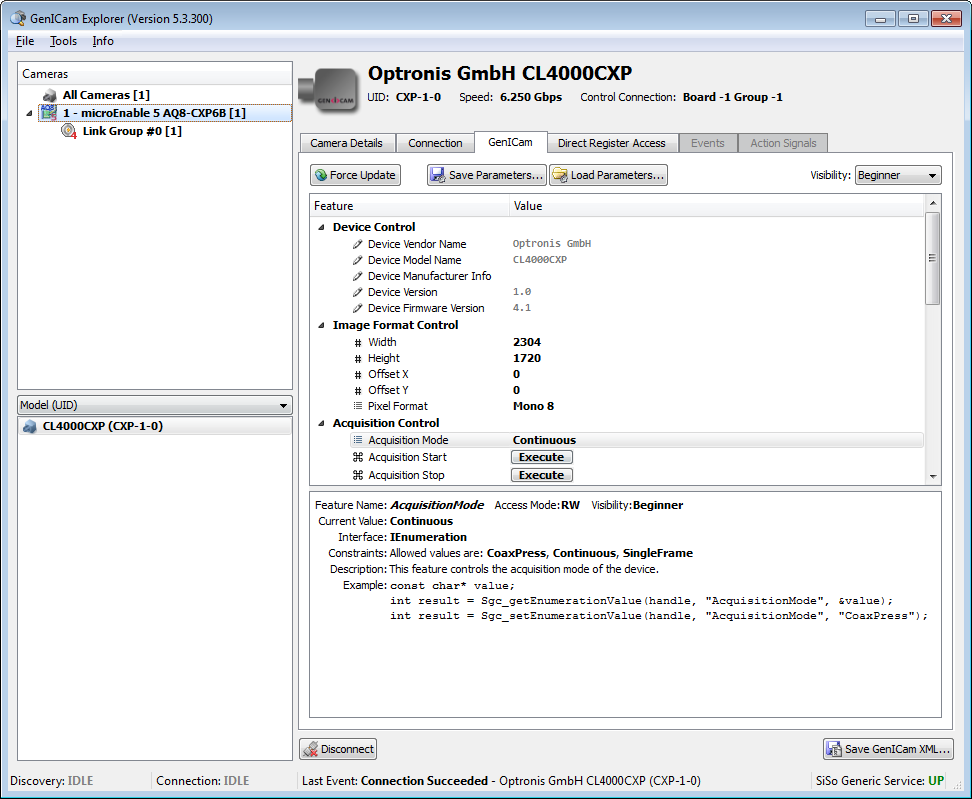 GenICam Explorer (Version 5.3.300)
File Tools Info
Cameras
All Cameras [1]
1 - microEnable 5 AQ8-CXP6B [1]
Link Group #0 [1]
Model (UID)
CL4000CXP (CXP-1-0)
GEN<i>CAM
Optronis GmbH CL4000CXP
UID: CXP-1-0 Speed: 6.250 Gbps Control Connection: Board -1 Group -1
Camera Details Connection GenICam Direct Register Access Events Action Signals
Force Update Save Parameters... Load Parameters... Visibility: Beginner
Feature Value
Device Control
Device Vendor Name Optronis GmbH
Device Model Name CL4000CXP
Device Manufacturer Info
Device Version 1.0
Device Firmware Version 4.1
Image Format Control
# Width 2304
# Height 1720
# Offset X 0
# Offset Y 0
Pixel Format Mono 8
Acquisition Control
Acquisition Mode Continuous
⌘ Acquisition Start Execute
⌘ Acquisition Stop Execute
Feature Name: AcquisitionMode Access Mode:RW Visibility:Beginner
Current Value: Continuous
Interface: IEnumeration
Constraints: Allowed values are: CoaxPress, Continuous, SingleFrame
Description: This feature controls the acquisition mode of the device.
Example: const char* value;
int result = Sgc_getEnumerationValue(handle, "AcquisitionMode", &value);
int result = Sgc_setEnumerationValue(handle, "AcquisitionMode", "CoaxPress");
Disconnect Save GenICam XML...
Discovery: IDLE Connection: IDLE Last Event: Connection Succeeded - Optronis GmbH CL4000CXP (CXP-1-0) SiSo Generic Service: UP